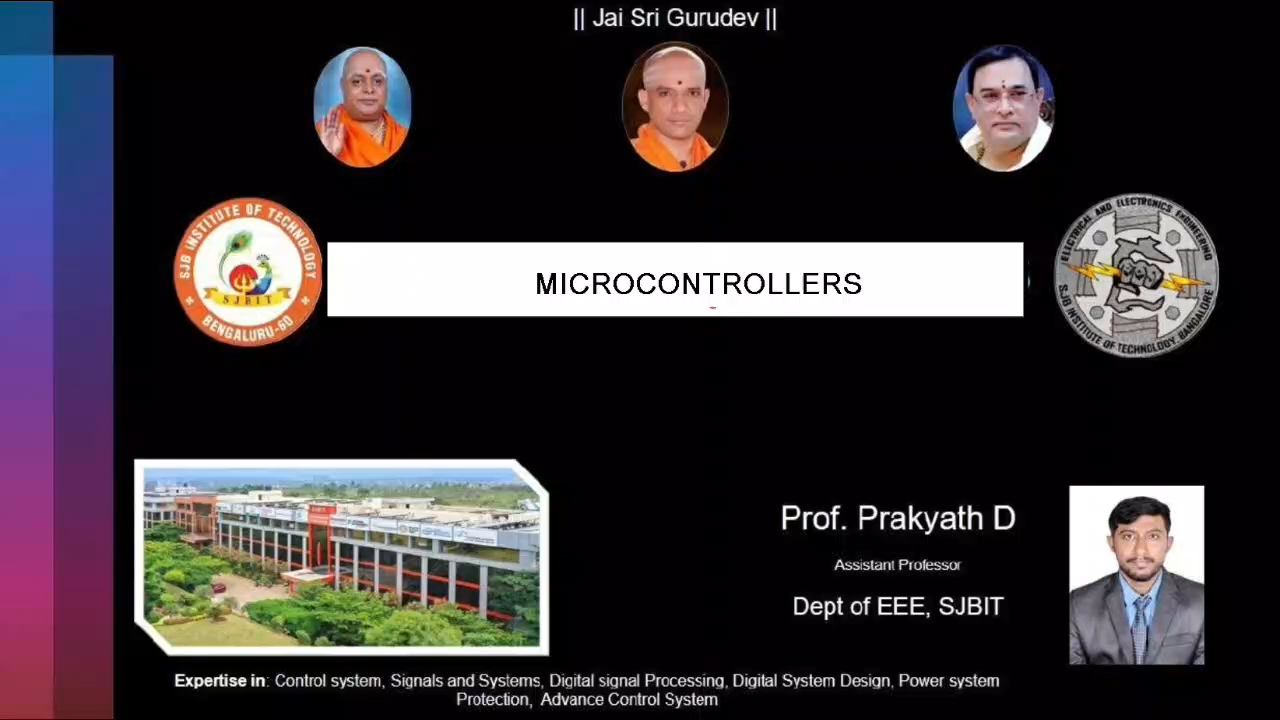 || Jai Sri Gurudev ||
SJB INSTITUTE OF TECHNOLOGY
SJBIT
BENGALURU-60
MICROCONTROLLERS
ELECTRICAL AND ELECTRONICS ENGINEERING
SJB INSTITUTE OF TECHNOLOGY, BANGALORE
Prof. Prakyath D
Assistant Professor
Dept of EEE, SJBIT
Expertise in: Control system, Signals and Systems, Digital signal Processing, Digital System Design, Power system
Protection, Advance Control System